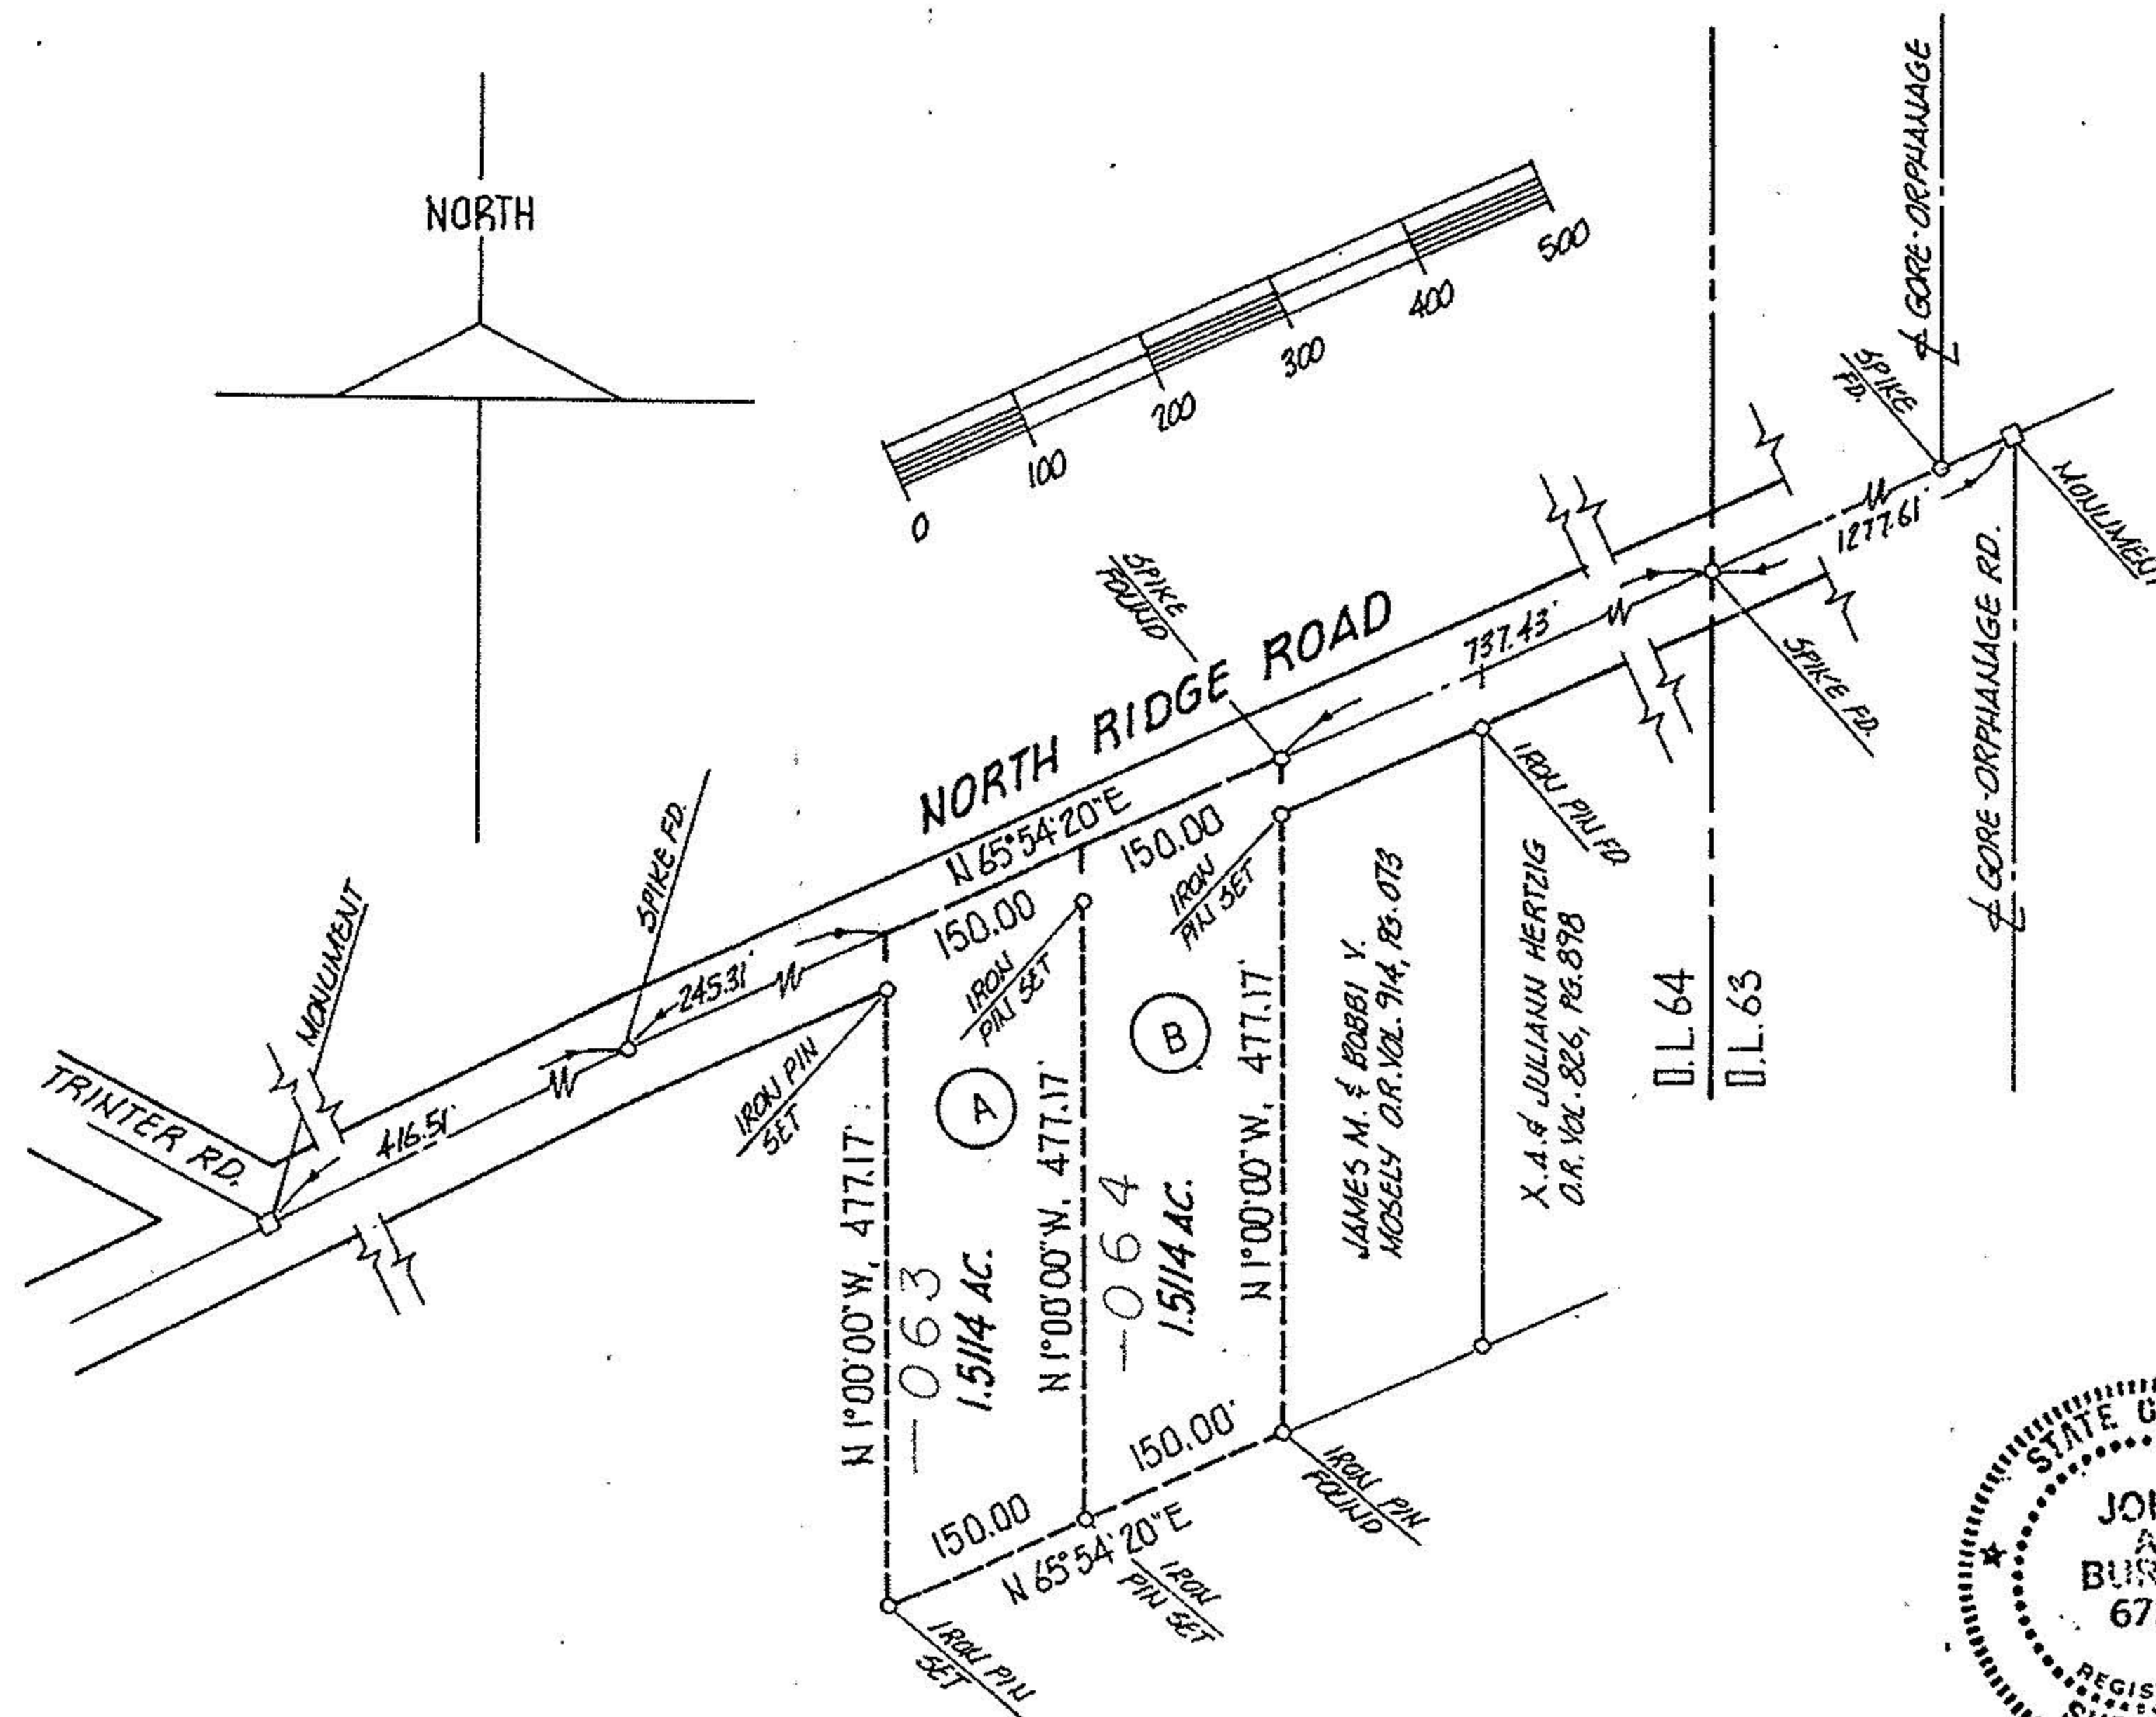 NORTH
0
100
200
300
400
500
℄ GORE-ORPHANAGE
SPIKE
FD.
MONUMENT
1277.61'
℄ GORE-ORPHANAGE RD.
SPIKE FD.
737.43'
SPIKE
FOUND
NORTH RIDGE ROAD
N 65°54'20"E
150.00
150.00
IRON PIN FD.
IRON
PIN SET
IRON
PIN SET
IRON PIN
SET
SPIKE FD.
245.31'
MONUMENT
416.51'
TRINTER RD.
N 1°00'00"W, 477.17'
-063
1.5114 AC.
A
N 1°00'00"W, 477.17'
-064
1.5114 AC.
B
N 1°00'00"W, 477.17'
JAMES M. & BOBBI V.
MOSELY O.R. VOL. 914, PG. 073
X.A. & JULIANN HERTZIG
O.R. VOL. 826, PG. 898
O.L. 64
O.L. 63
150.00
150.00'
N 65°54'20"E
IRON
PIN SET
IRON PIN
FOUND
IRON PIN
SET
STATE